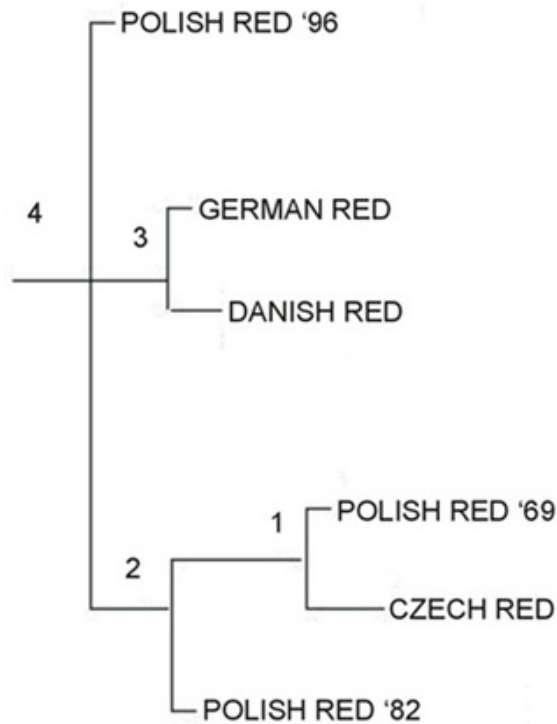 POLISH RED ‘96
4
GERMAN RED
3
DANISH RED
POLISH RED ‘69
1
2
CZECH RED
POLISH RED ‘82